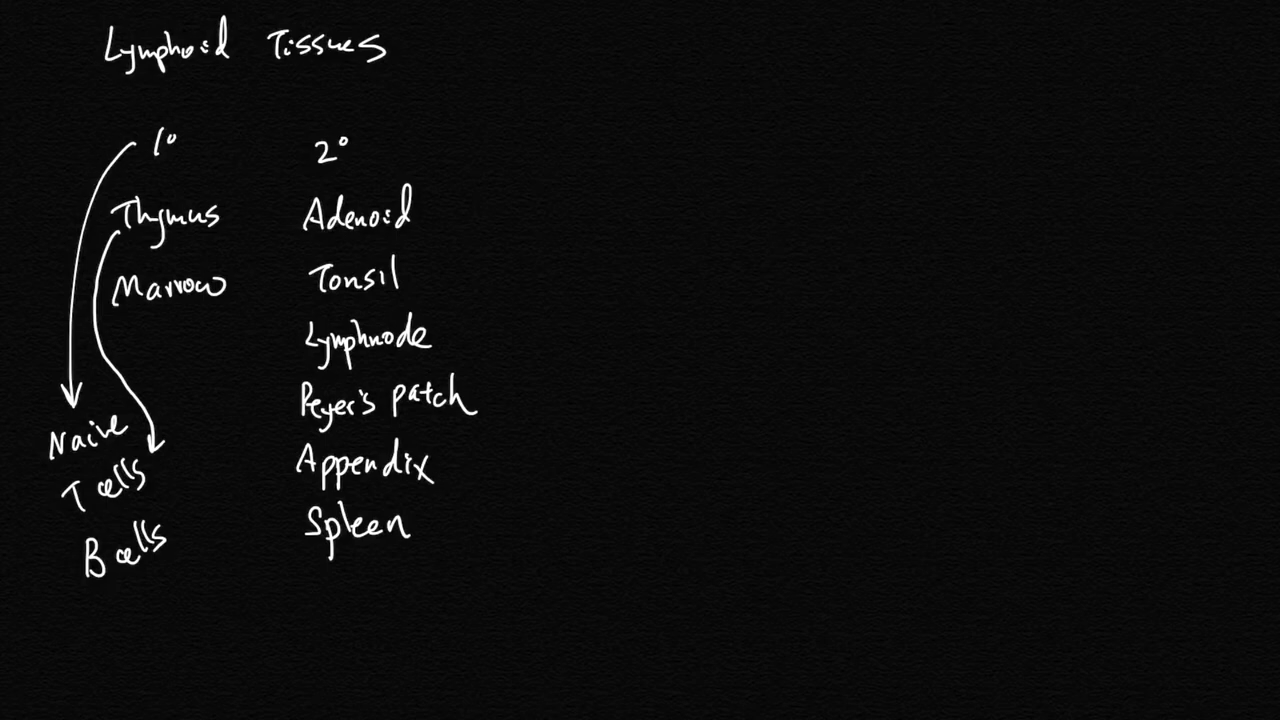 Lymphoid Tissues
1° 2°
Thymus Adenoid
Marrow Tonsil
Lymphnode
Peyer's patch
Naive
Appendix
T cells
Spleen
B cells